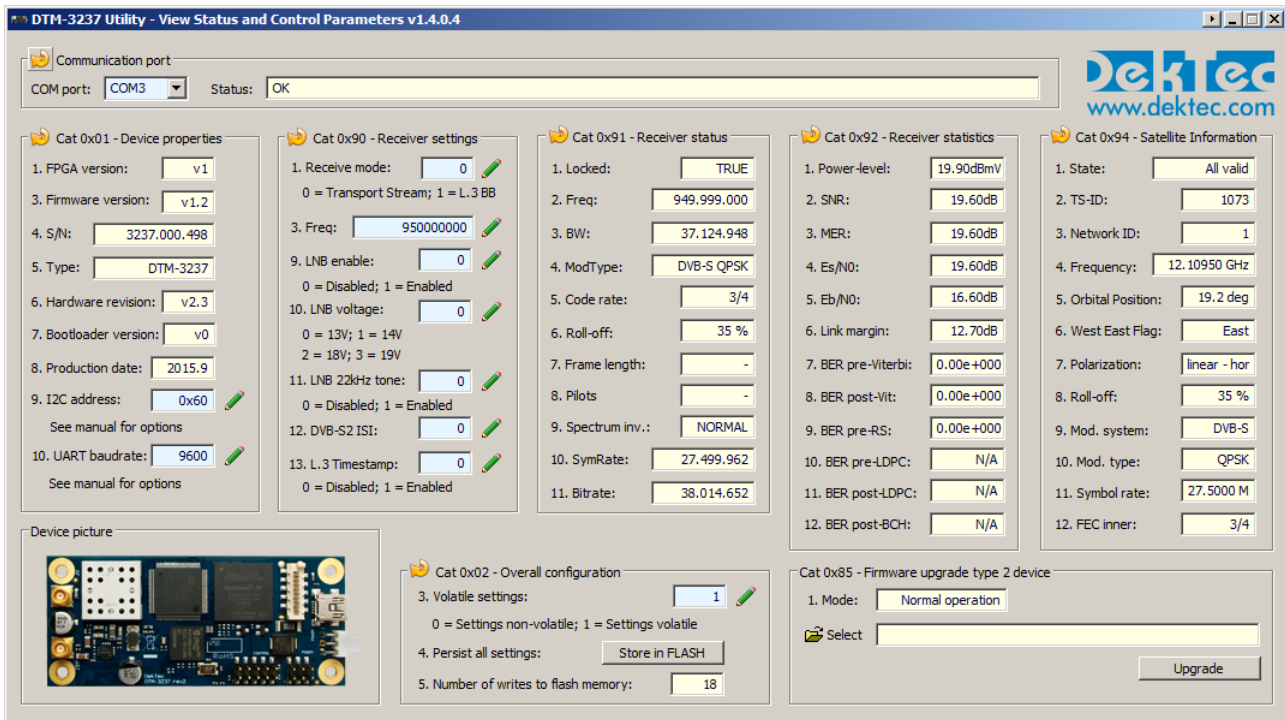 DTM-3237 Utility - View Status and Control Parameters v1.4.0.4
Communication port
COM port: COM3 Status: OK
DekTec
www.dektec.com
Cat 0x01 - Device properties
1. FPGA version: v1
3. Firmware version: v1.2
4. S/N: 3237.000.498
5. Type: DTM-3237
6. Hardware revision: v2.3
7. Bootloader version: v0
8. Production date: 2015.9
9. I2C address: 0x60
See manual for options
10. UART baudrate: 9600
See manual for options
Cat 0x90 - Receiver settings
1. Receive mode: 0
0 = Transport Stream; 1 = L.3 BB
3. Freq: 950000000
9. LNB enable: 0
0 = Disabled; 1 = Enabled
10. LNB voltage: 0
0 = 13V; 1 = 14V
2 = 18V; 3 = 19V
11. LNB 22kHz tone: 0
0 = Disabled; 1 = Enabled
12. DVB-S2 ISI: 0
13. L.3 Timestamp: 0
0 = Disabled; 1 = Enabled
Cat 0x91 - Receiver status
1. Locked: TRUE
2. Freq: 949.999.000
3. BW: 37.124.948
4. ModType: DVB-S QPSK
5. Code rate: 3/4
6. Roll-off: 35 %
7. Frame length: -
8. Pilots -
9. Spectrum inv.: NORMAL
10. SymRate: 27.499.962
11. Bitrate: 38.014.652
Cat 0x92 - Receiver statistics
1. Power-level: 19.90dBmV
2. SNR: 19.60dB
3. MER: 19.60dB
4. Es/N0: 19.60dB
5. Eb/N0: 16.60dB
6. Link margin: 12.70dB
7. BER pre-Viterbi: 0.00e+000
8. BER post-Vit: 0.00e+000
9. BER pre-RS: 0.00e+000
10. BER pre-LDPC: N/A
11. BER post-LDPC: N/A
12. BER post-BCH: N/A
Cat 0x94 - Satellite Information
1. State: All valid
2. TS-ID: 1073
3. Network ID: 1
4. Frequency: 12.10950 GHz
5. Orbital Position: 19.2 deg
6. West East Flag: East
7. Polarization: linear - hor
8. Roll-off: 35 %
9. Mod. system: DVB-S
10. Mod. type: QPSK
11. Symbol rate: 27.5000 M
12. FEC inner: 3/4
Device picture
RoHS
CONTROL
POWER
DekTec
DTM-3237 rev2
Cat 0x02 - Overall configuration
3. Volatile settings: 1
0 = Settings non-volatile; 1 = Settings volatile
4. Persist all settings: Store in FLASH
5. Number of writes to flash memory: 18
Cat 0x85 - Firmware upgrade type 2 device
1. Mode: Normal operation
Select
Upgrade